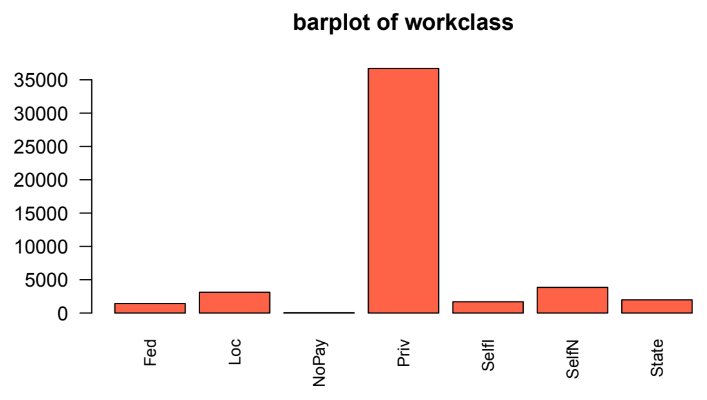 barplot of workclass
35000
30000
25000
20000
15000
10000
5000
0
Fed
Loc
NoPay
Priv
SelfI
SelfN
State